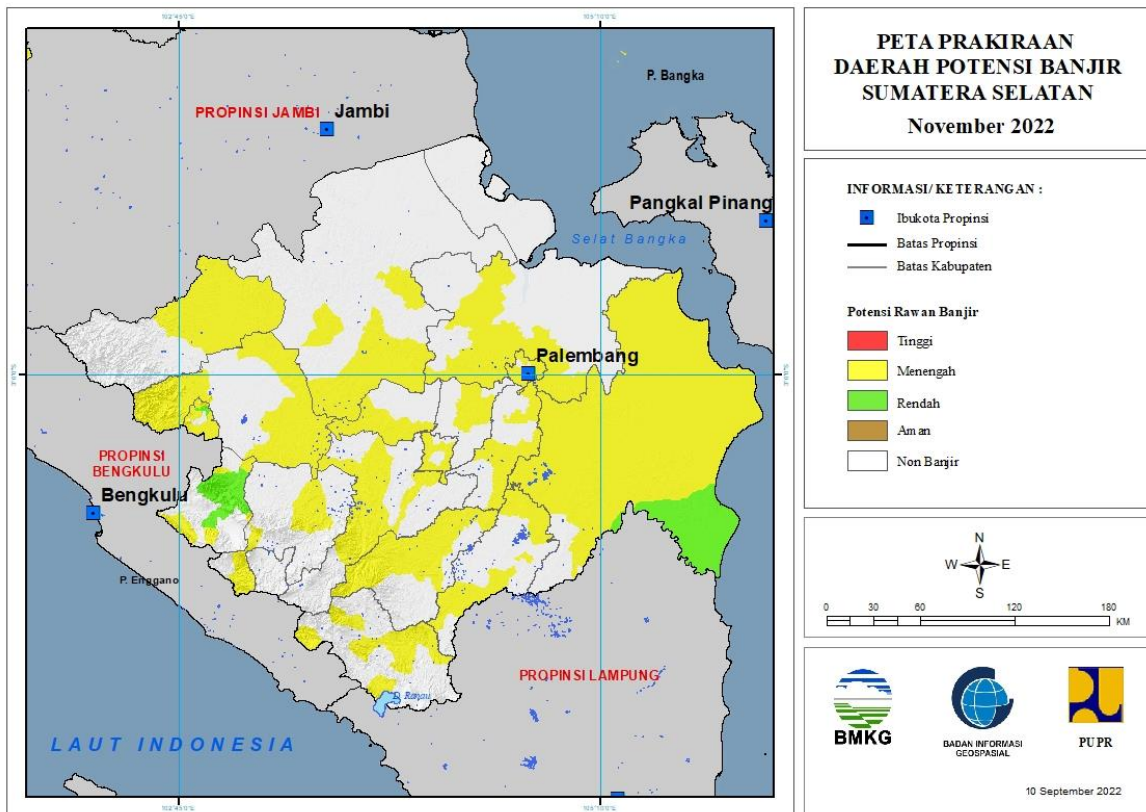 PETA PRAKIRAAN
DAERAH POTENSI BANJIR
SUMATERA SELATAN
November 2022
P. Bangka
PROPINSI JAMBI
Jambi
Pangkal Pinang
Selat Bangka
Palembang
PROPINSI
BENGKULU
Bengkulu
P. Enggano
PROPINSI LAMPUNG
D. Ranau
LAUT INDONESIA
INFORMASI/ KETERANGAN :
Ibukota Propinsi
Batas Propinsi
Batas Kabupaten
Potensi Rawan Banjir
Tinggi
Menengah
Rendah
Aman
Non Banjir
N
W E
S
0 30 60 120 180
KM
BMKG
BADAN INFORMASI
GEOSPASIAL
PUPR
10 September 2022